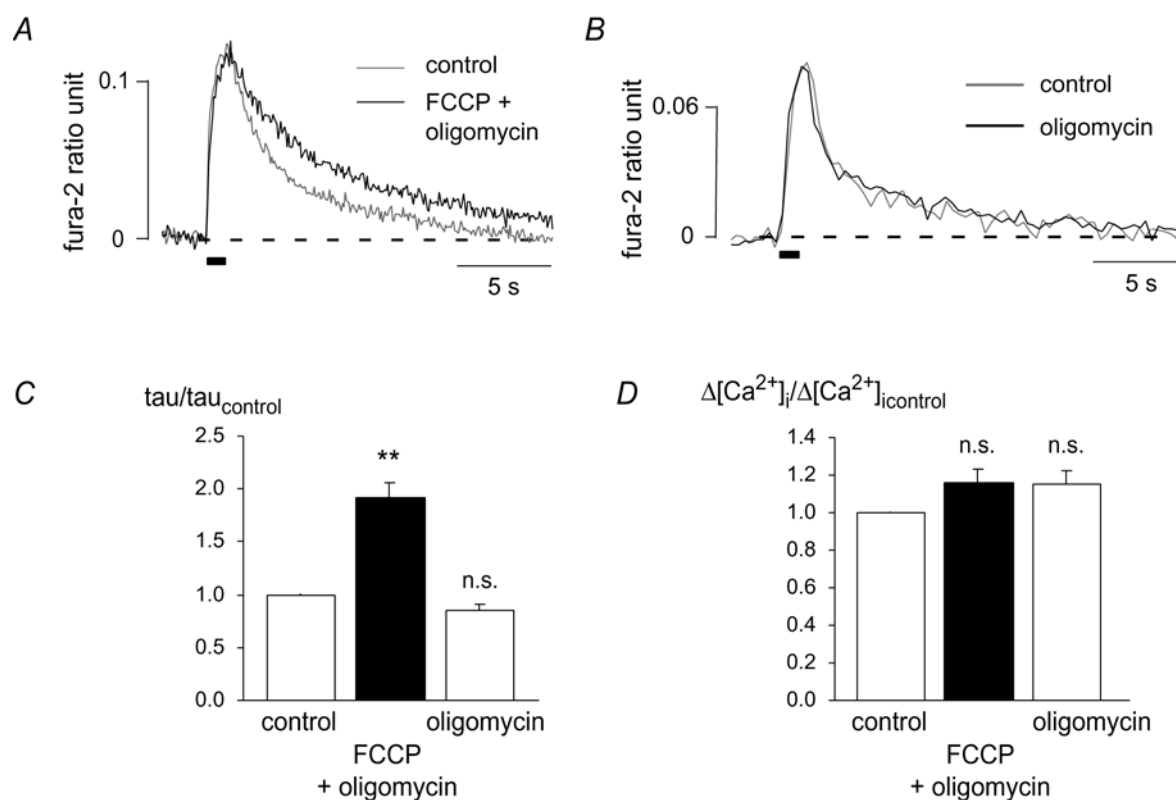 A
fura-2 ratio unit
0.1
0
control
FCCP +
oligomycin
5 s
B
fura-2 ratio unit
0.06
0
control
oligomycin
5 s
C
tau/tau control
2.5
2.0
1.5
1.0
0.5
0.0
**
n.s.
control
oligomycin
FCCP
+ oligomycin
D
Δ[Ca2+]i/Δ[Ca2+]icontrol
1.4
1.2
1.0
0.8
0.6
0.4
0.2
0.0
n.s.
n.s.
control
oligomycin
FCCP
+ oligomycin